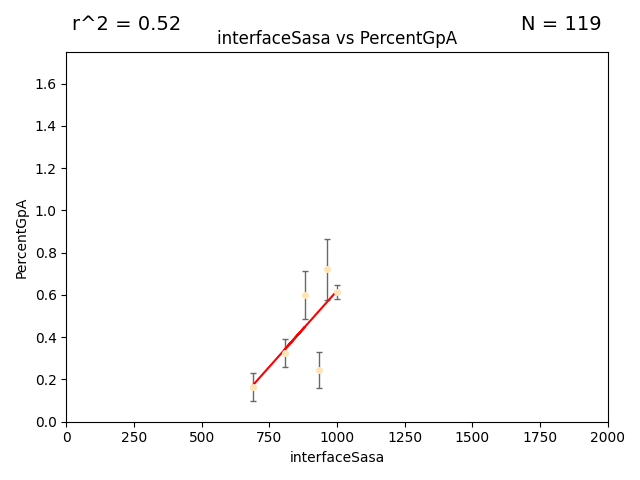 r^2 = 0.52
N = 119
interfaceSasa vs PercentGpA
1.6
1.4
1.2
1.0
0.8
0.6
0.4
0.2
0.0
PercentGpA
0 250 500 750 1000 1250 1500 1750 2000
interfaceSasa